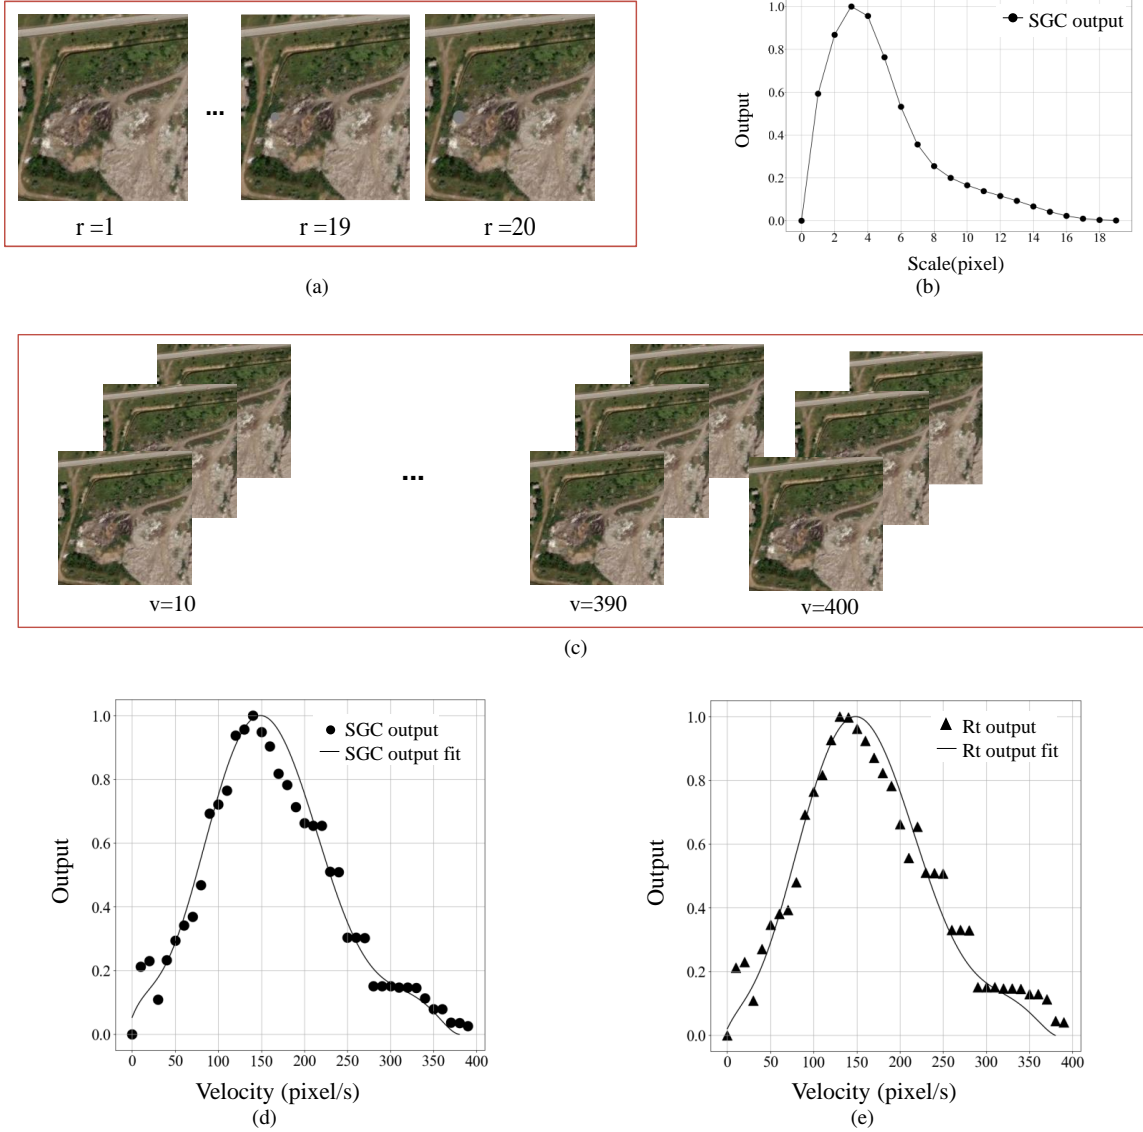 ...
r =1
r =19
r =20
(a)
SGC output
1.0
0.8
0.6
0.4
0.2
0.0
Output
0 2 4 6 8 10 12 14 16 18
Scale(pixel)
(b)
...
v=10
v=390
v=400
(c)
SGC output
SGC output fit
1.0
0.8
0.6
0.4
0.2
0.0
Output
0 50 100 150 200 250 300 350 400
Velocity (pixel/s)
(d)
Rt output
Rt output fit
1.0
0.8
0.6
0.4
0.2
0.0
Output
0 50 100 150 200 250 300 350 400
Velocity (pixel/s)
(e)